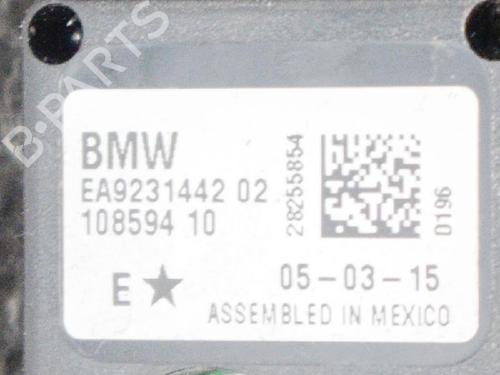 B-PARTS
BMW
EA9231442 02
108594 10
28255854
0196
E★
05-03-15
ASSEMBLED IN MEXICO